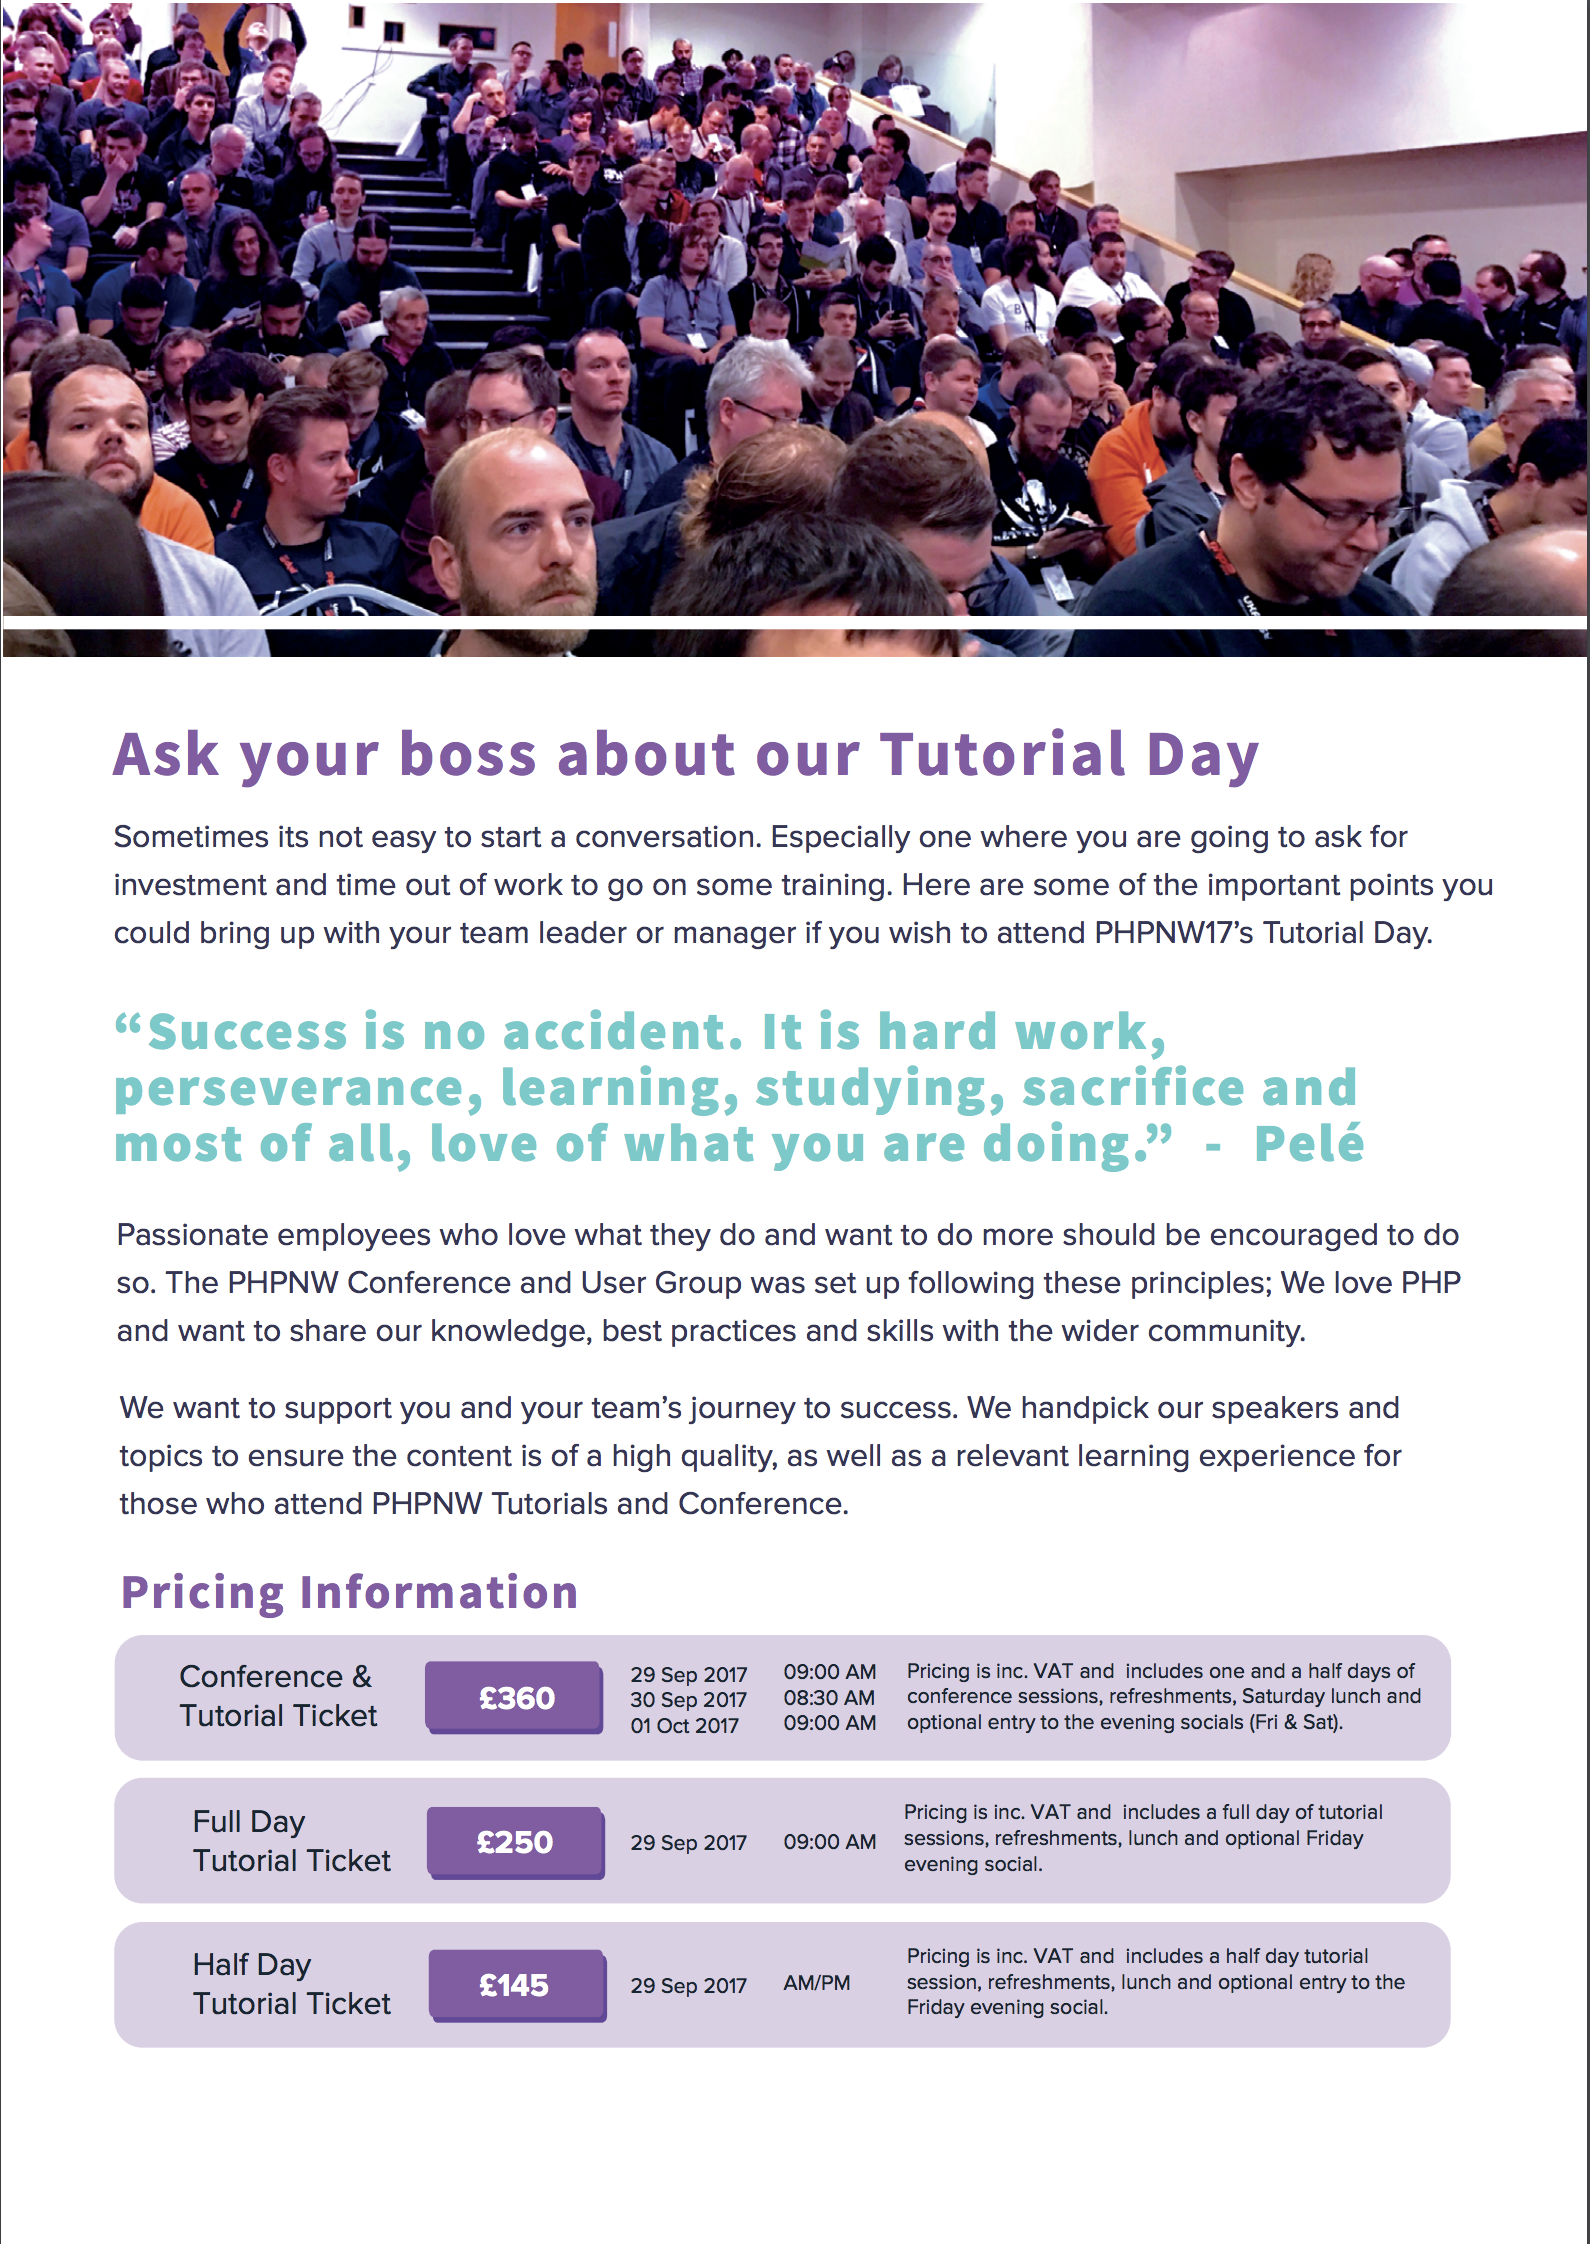 Ask your boss about our Tutorial Day
Sometimes its not easy to start a conversation. Especially one where you are going to ask for
investment and time out of work to go on some training. Here are some of the important points you
could bring up with your team leader or manager if you wish to attend PHPNW17’s Tutorial Day.
“Success is no accident. It is hard work,
perseverance, learning, studying, sacrifice and
most of all, love of what you are doing.” - Pelé
Passionate employees who love what they do and want to do more should be encouraged to do
so. The PHPNW Conference and User Group was set up following these principles; We love PHP
and want to share our knowledge, best practices and skills with the wider community.
We want to support you and your team’s journey to success. We handpick our speakers and
topics to ensure the content is of a high quality, as well as a relevant learning experience for
those who attend PHPNW Tutorials and Conference.
Pricing Information
Conference &
Tutorial Ticket
£360
29 Sep 2017 09:00 AM
30 Sep 2017 08:30 AM
01 Oct 2017 09:00 AM
Pricing is inc. VAT and includes one and a half days of
conference sessions, refreshments, Saturday lunch and
optional entry to the evening socials (Fri & Sat).
Full Day
Tutorial Ticket
£250
29 Sep 2017 09:00 AM
Pricing is inc. VAT and includes a full day of tutorial
sessions, refreshments, lunch and optional Friday
evening social.
Half Day
Tutorial Ticket
£145
29 Sep 2017 AM/PM
Pricing is inc. VAT and includes a half day tutorial
session, refreshments, lunch and optional entry to the
Friday evening social.